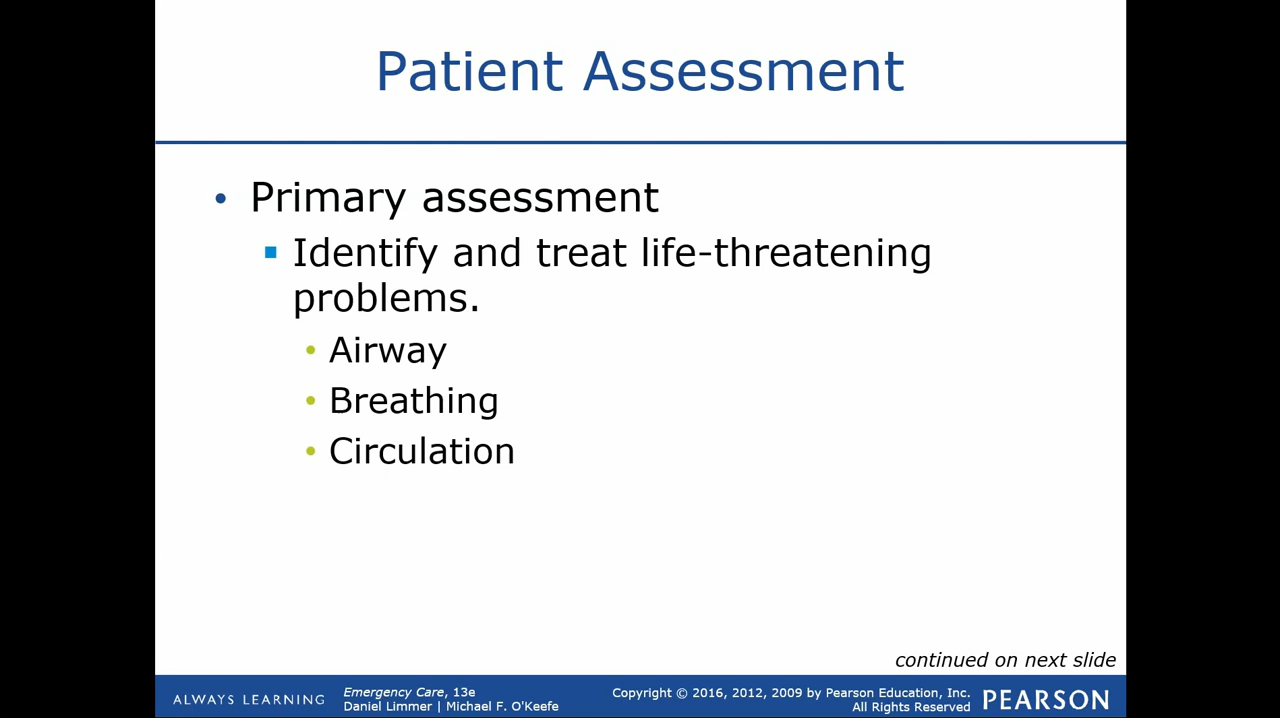 Patient Assessment
• Primary assessment
▪ Identify and treat life-threatening
problems.
• Airway
• Breathing
• Circulation
continued on next slide
ALWAYS LEARNING
Emergency Care, 13e
Daniel Limmer | Michael F. O'Keefe
Copyright © 2016, 2012, 2009 by Pearson Education, Inc.
All Rights Reserved
PEARSON